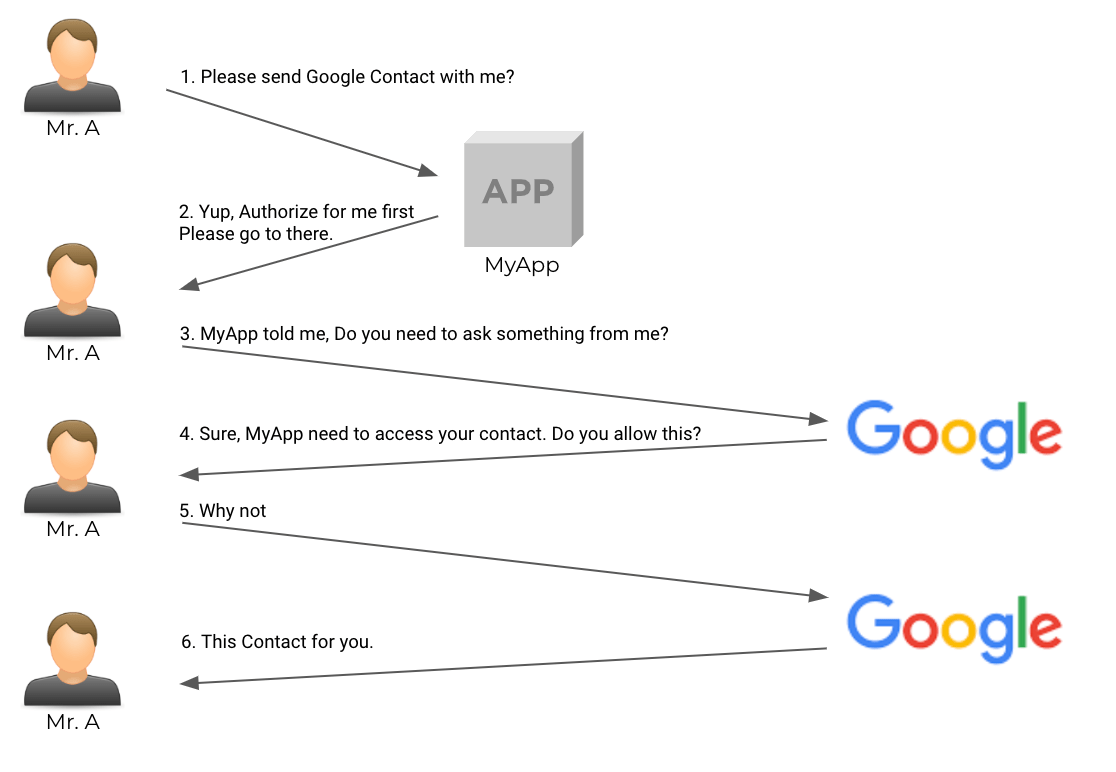 1. Please send Google Contact with me?
Mr. A
APP
2. Yup, Authorize for me first
Please go to there.
MyApp
3. MyApp told me, Do you need to ask something from me?
Mr. A
Google
4. Sure, MyApp need to access your contact. Do you allow this?
5. Why not
Mr. A
Google
6. This Contact for you.
Mr. A